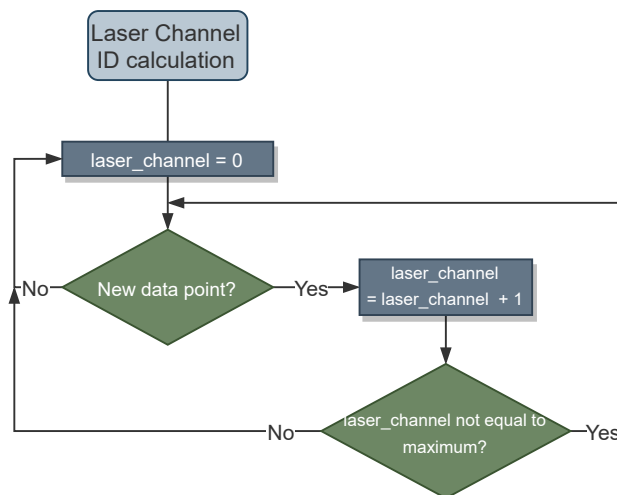 Laser Channel
ID calculation
laser_channel = 0
New data point?
No
Yes
laser_channel
= laser_channel + 1
laser_channel not equal to
maximum?
No
Yes